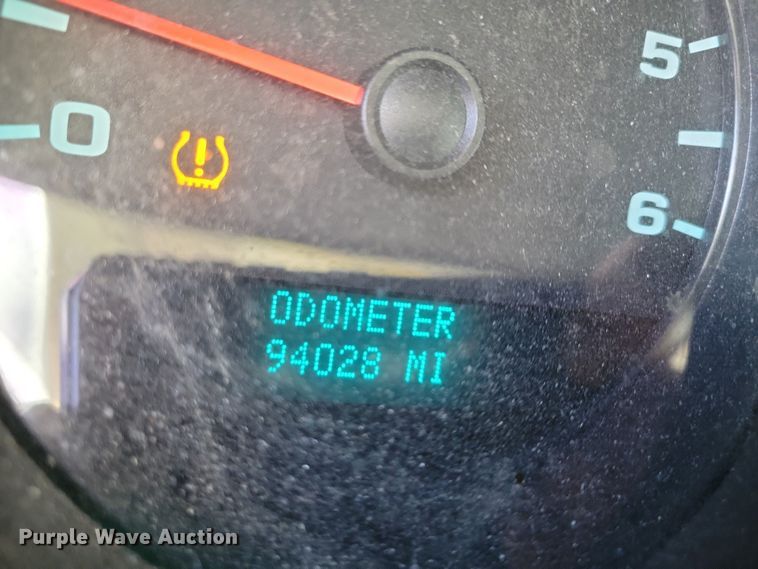 5
0
6
ODOMETER
94028 MI
Purple Wave Auction